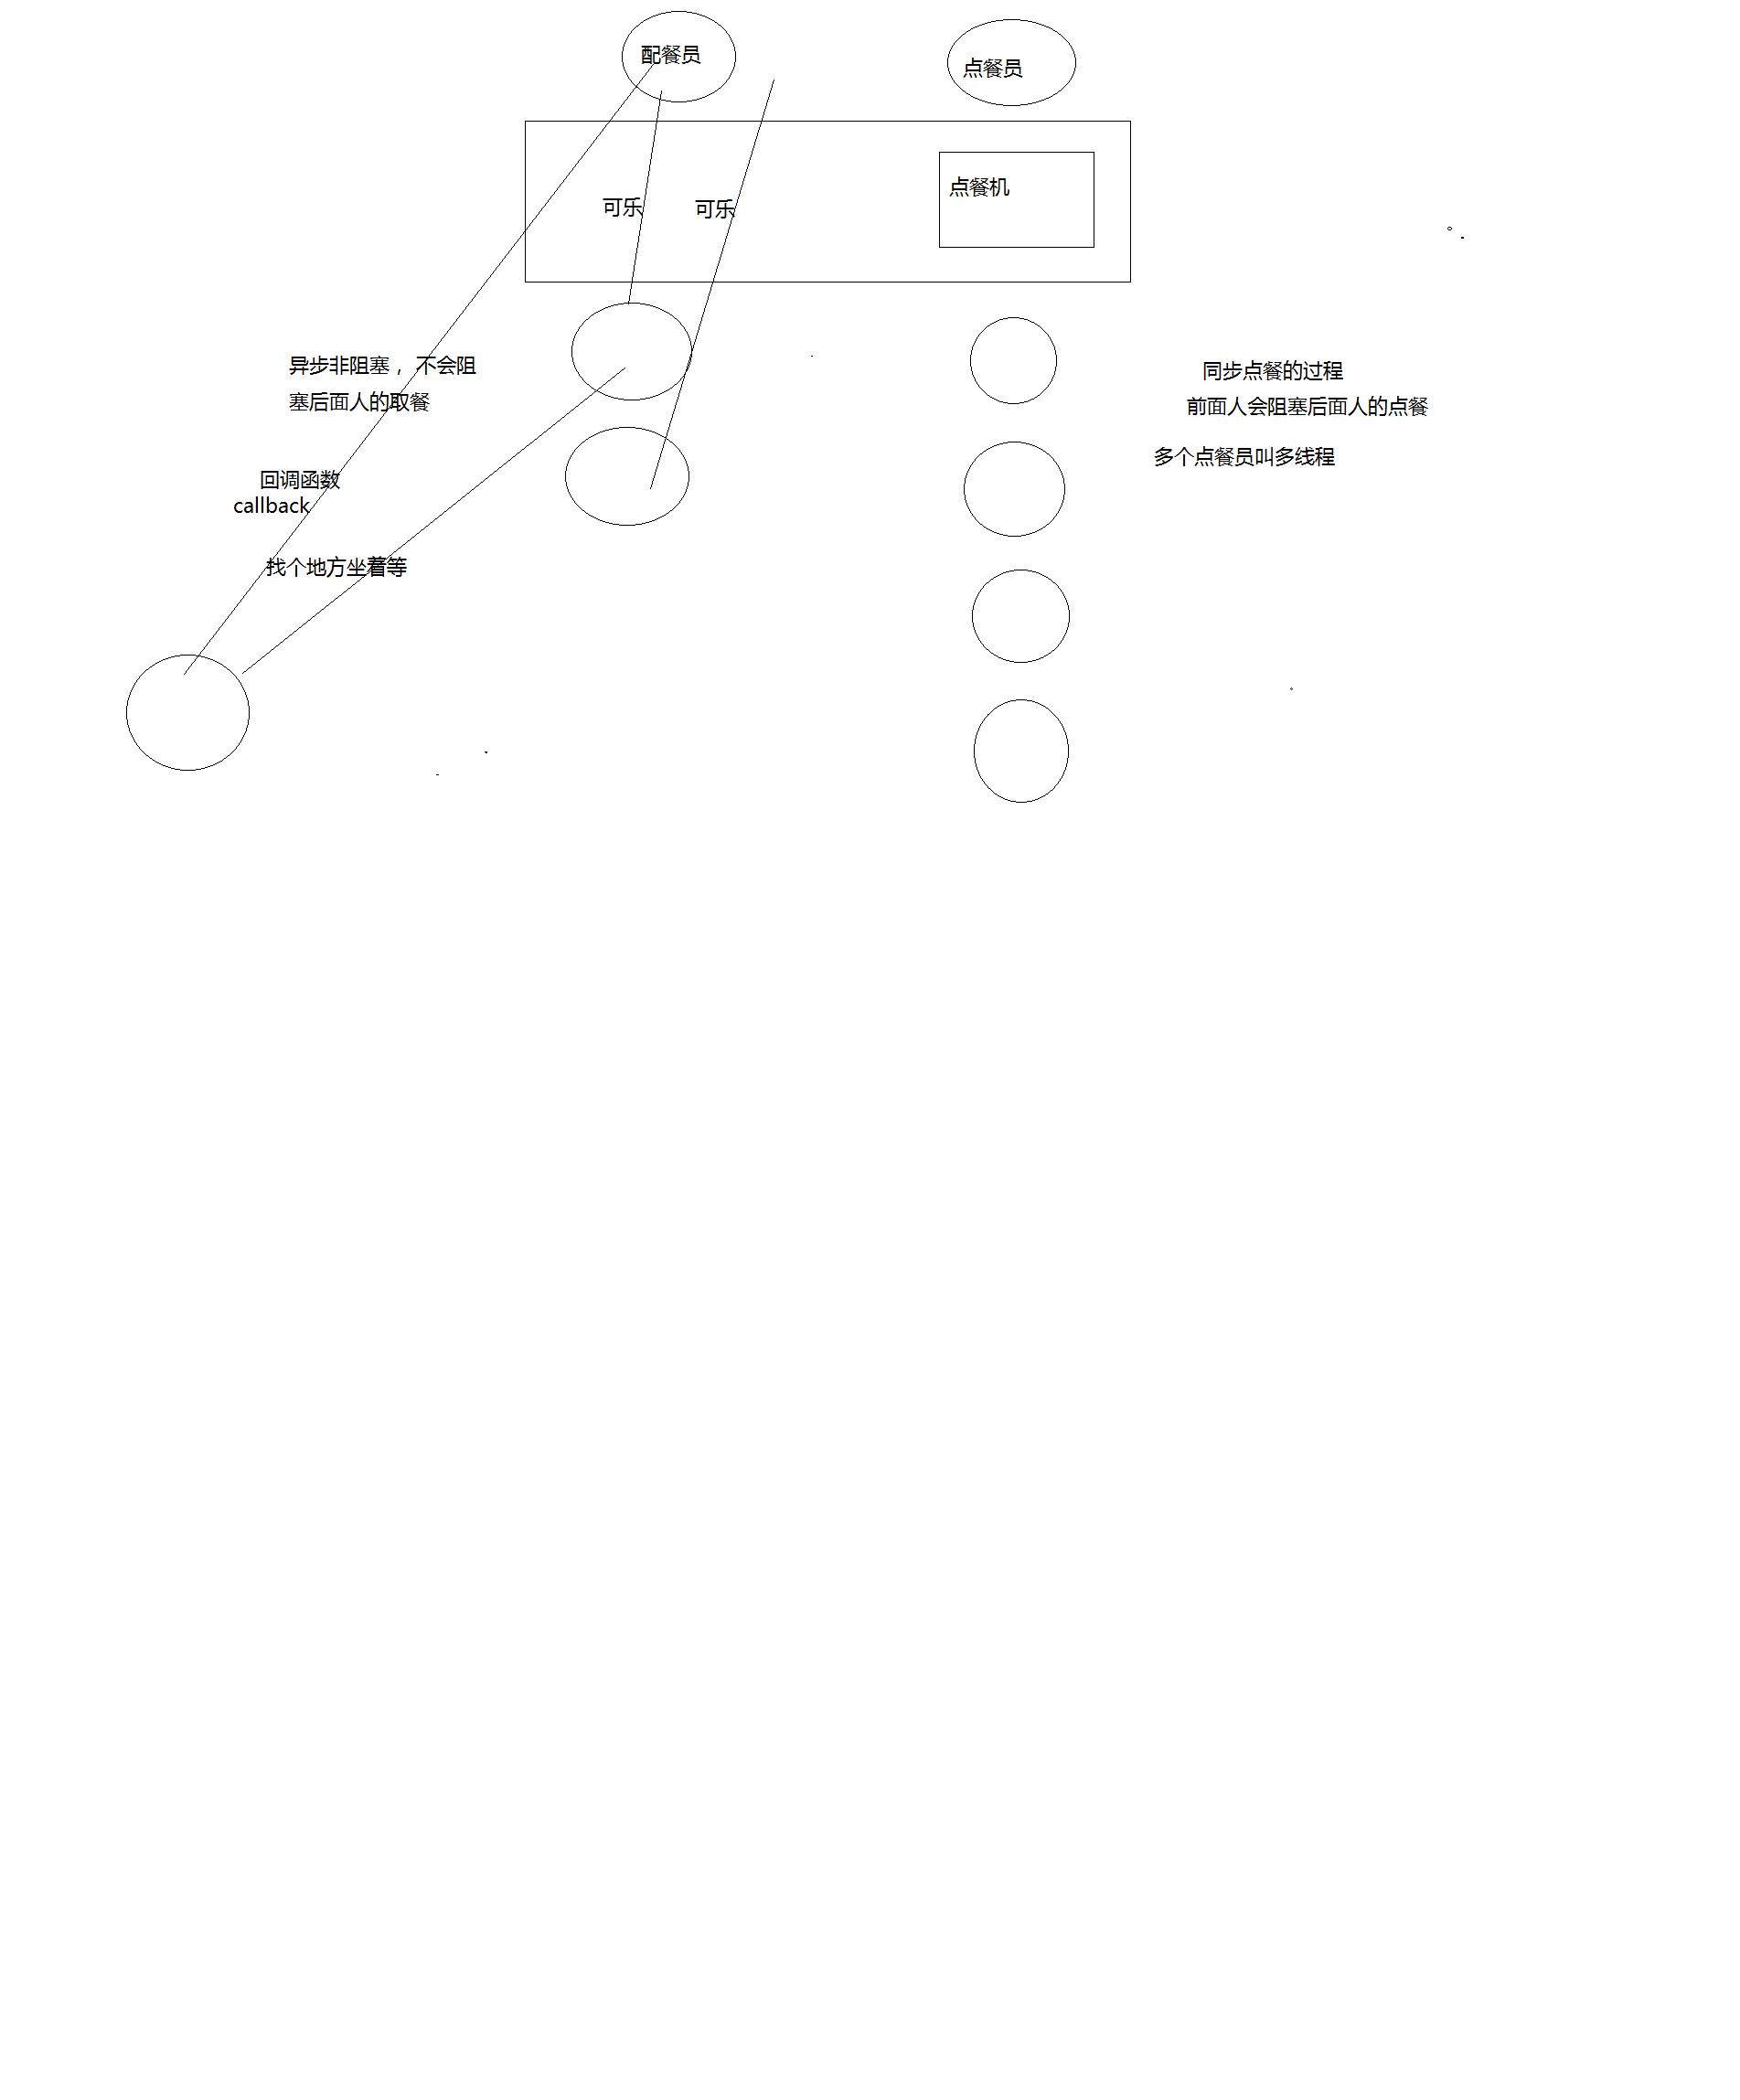 配餐员
点餐员
点餐机
可乐
可乐
异步非阻塞，不会阻
塞后面人的取餐
同步点餐的过程
前面人会阻塞后面人的点餐
多个点餐员叫多线程
回调函数
callback
找个地方坐着等